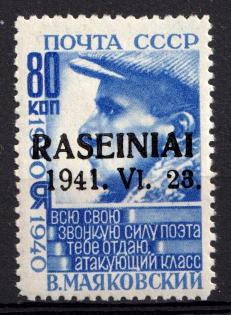 ПОЧТА СССР
80
КОП
1930
RASEINIAI
1941. VI. 23.
1940
ВСЮ СВОЮ
ЗВОНКУЮ СИЛУ ПОЭТА
ТЕБЕ ОТДАЮ,
АТАКУЮЩИЙ КЛАСС
В. МАЯКОВСКИЙ